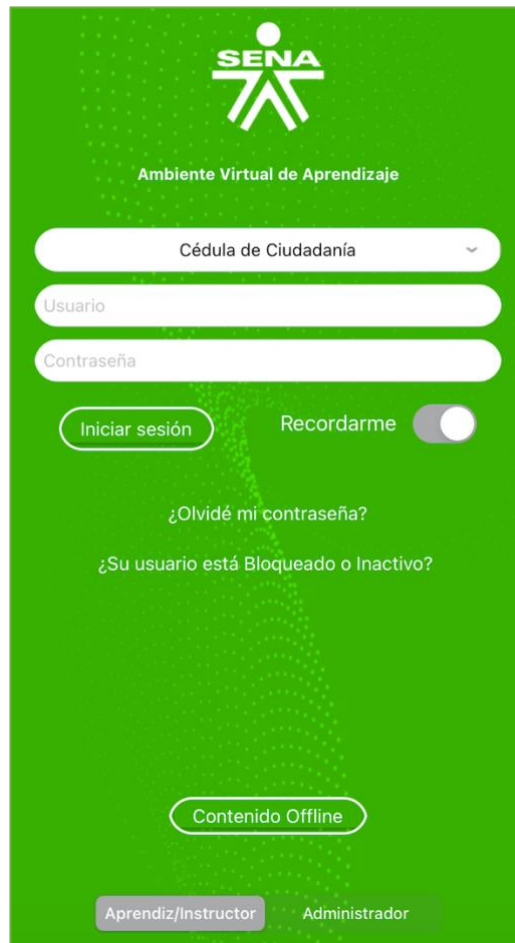 SENA
Ambiente Virtual de Aprendizaje
Cédula de Ciudadanía
Usuario
Contraseña
Iniciar sesión
Recordarme
¿Olvidé mi contraseña?
¿Su usuario está Bloqueado o Inactivo?
Contenido Offline
Aprendiz/Instructor
Administrador